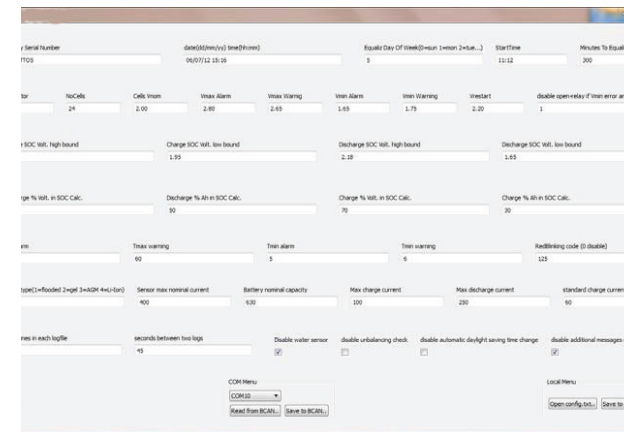 Serial Number date(dd/mm/yy) time(hh:mm) Equaliz Day Of Week(0=sun 1=mon 2=tue...) StartTime Minutes To Equali
TOS 06/07/12 15:16 5 11:12 300
tor NoCells Cells Vnom Vmax Alarm Vmax Warnig Vmin Alarm Vmin Warning Vrestart disable open-relay if Vmin error an
24 2.00 2.80 2.65 1.65 1.75 2.20 1
SOC Volt. high bound Charge SOC Volt. low bound Discharge SOC Volt. high bound Discharge SOC Volt. low bound
1.95 2.18 1.65
rge % Volt. in SOC Calc. Discharge % Ah in SOC Calc. Charge % Volt. in SOC Calc. Charge % Ah in SOC Calc.
50 70 30
rm Tmax warning Tmin alarm Tmin warning RedBlinking code (0 disable)
60 5 6 125
type(1=flooded 2=gel 3=AGM 4=Li-Ion) Sensor max nominal current Battery nominal capacity Max charge current Max discharge current standard charge curren
400 630 100 250 60
nes in each logfile seconds between two logs Disable water sensor disable unbalancing check disable automatic daylight saving time change disable additional messages
45
COM Menu Local Menu
COM10
Read from BCAN.. Save to BCAN.. Open config.txt.. Save to